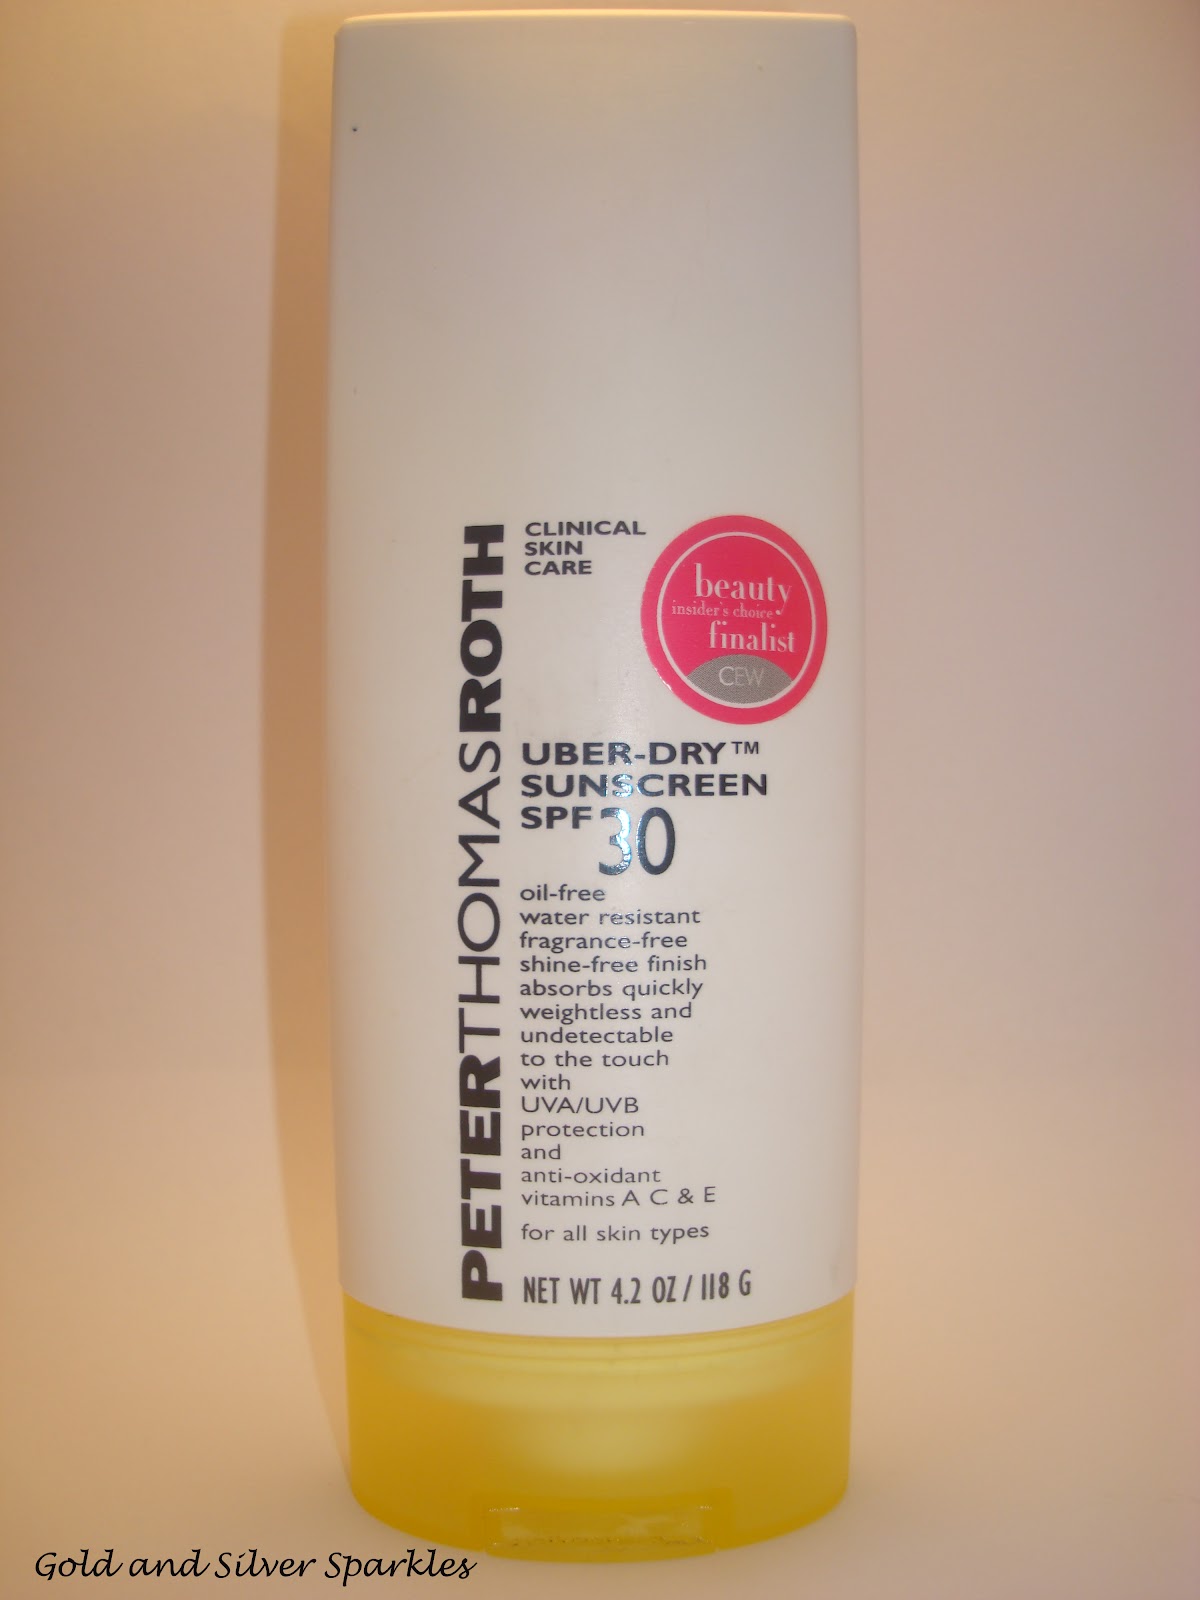 PETERTHOMASROTH
CLINICAL
SKIN
CARE
beauty
insider's choice
finalist
CEW
UBER-DRY™
SUNSCREEN
SPF 30
oil-free
water resistant
fragrance-free
shine-free finish
absorbs quickly
weightless and
undetectable
to the touch
with
UVA/UVB
protection
and
anti-oxidant
vitamins A C & E
for all skin types
NET WT 4.2 OZ / 118 G
Gold and Silver Sparkles